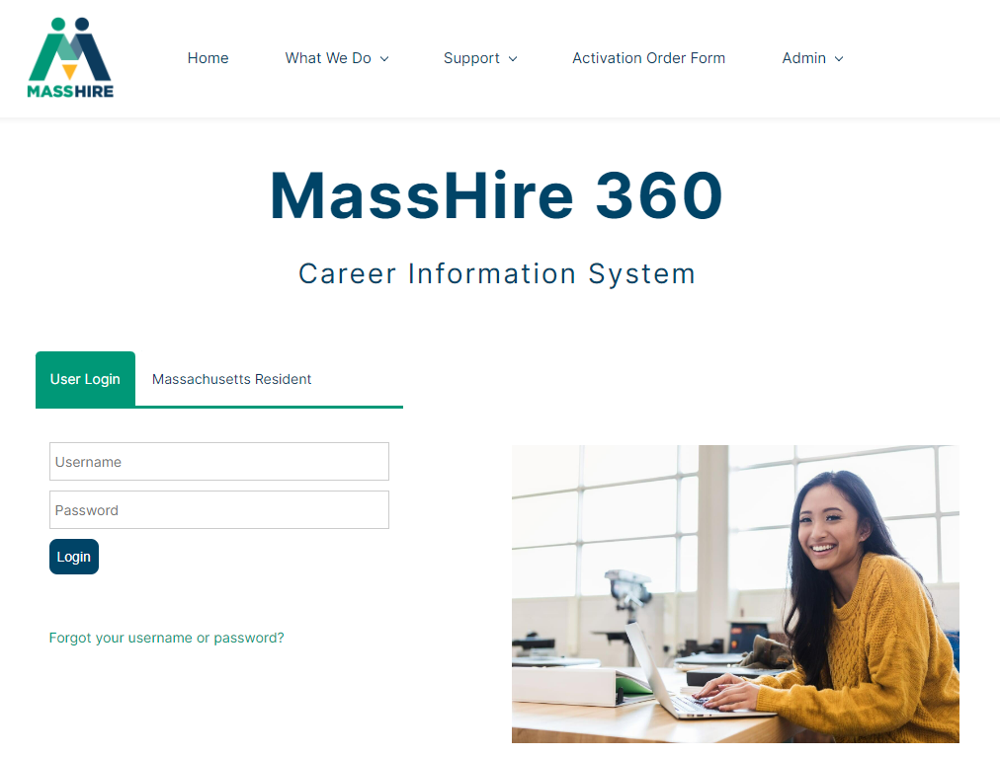 MASSHIRE
Home
What We Do
Support
Activation Order Form
Admin
MassHire 360
Career Information System
User Login
Massachusetts Resident
Username
Password
Login
Forgot your username or password?